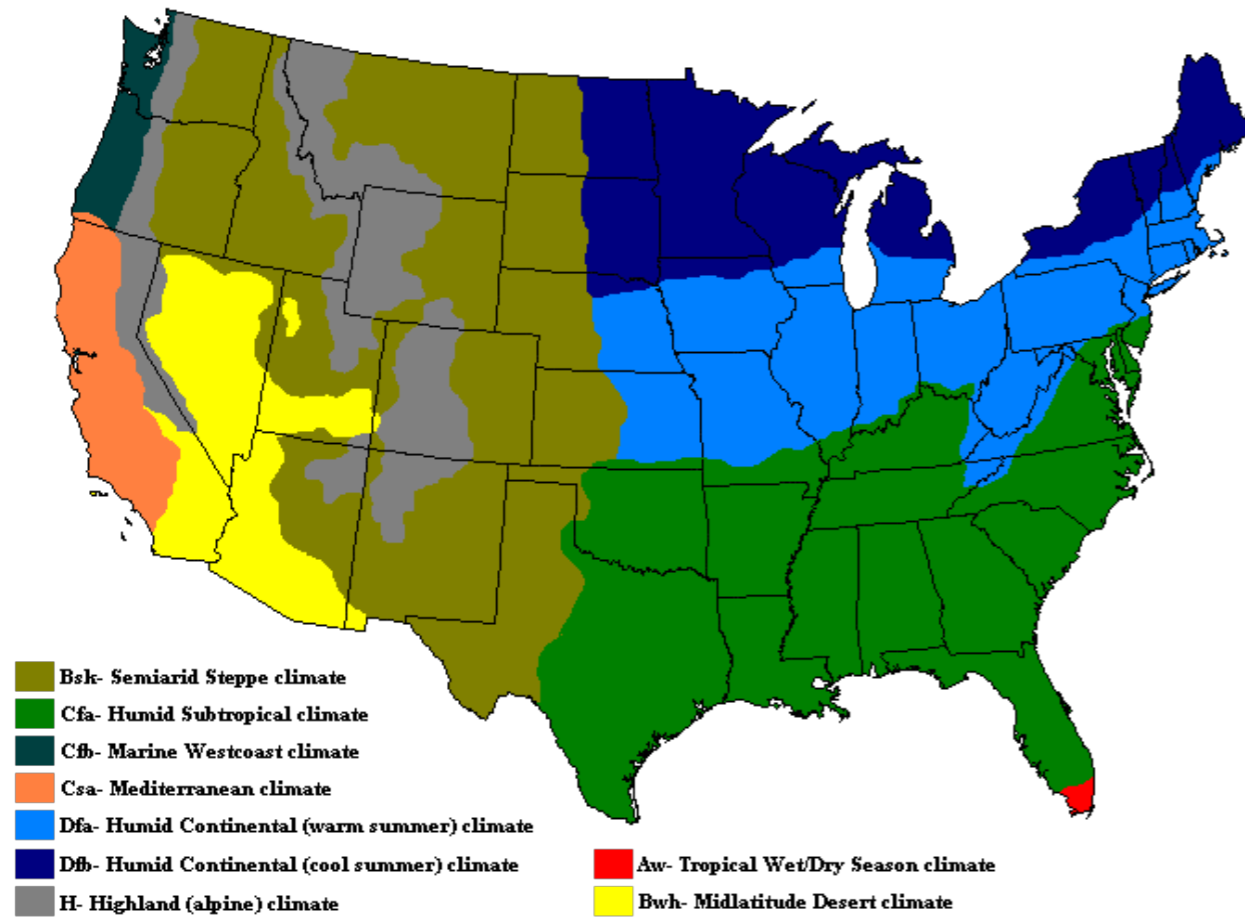 Bsk- Semiarid Steppe climate
Cfa- Humid Subtropical climate
Cfb- Marine Westcoast climate
Csa- Mediterranean climate
Dfa- Humid Continental (warm summer) climate
Dfb- Humid Continental (cool summer) climate
H- Highland (alpine) climate
Aw- Tropical Wet/Dry Season climate
Bwh- Midlatitude Desert climate